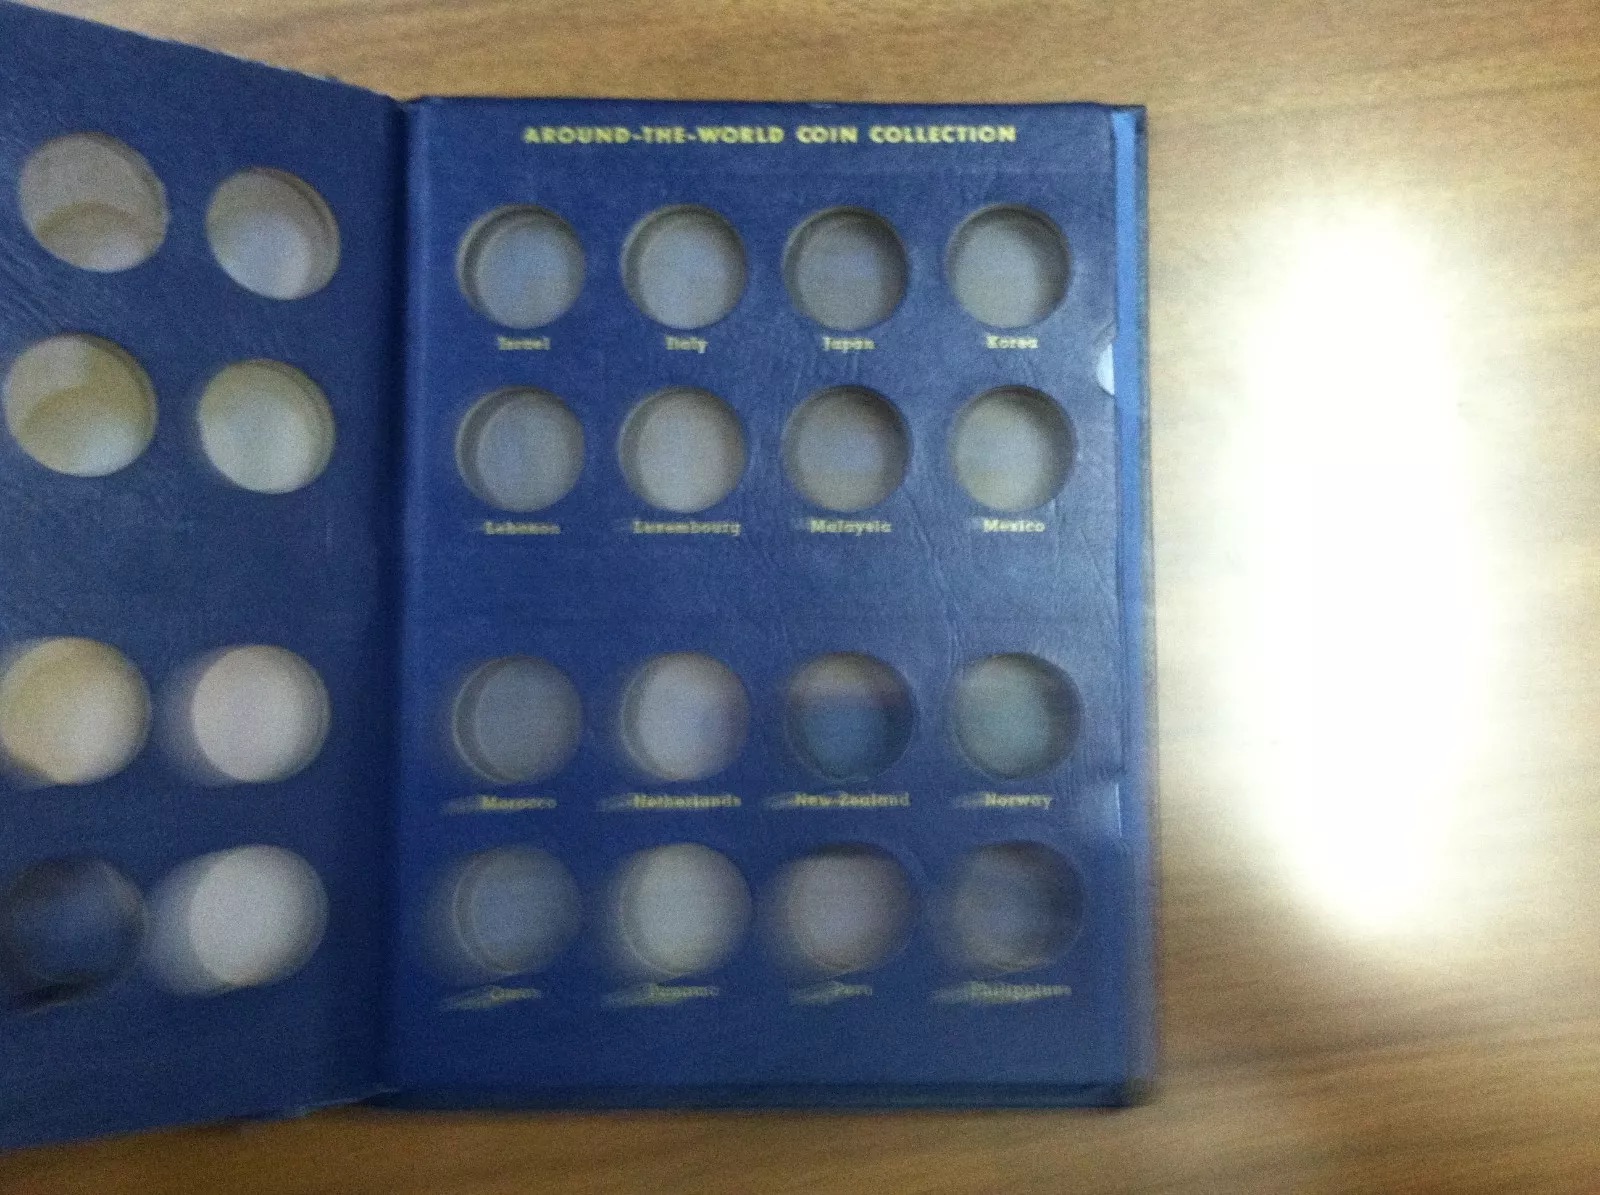 AROUND-THE-WORLD COIN COLLECTION
Israel Italy Japan Korea
Lebanon Luxembourg Malaysia Mexico
Morocco Netherlands New Zealand Norway
Panama Peru Philippines